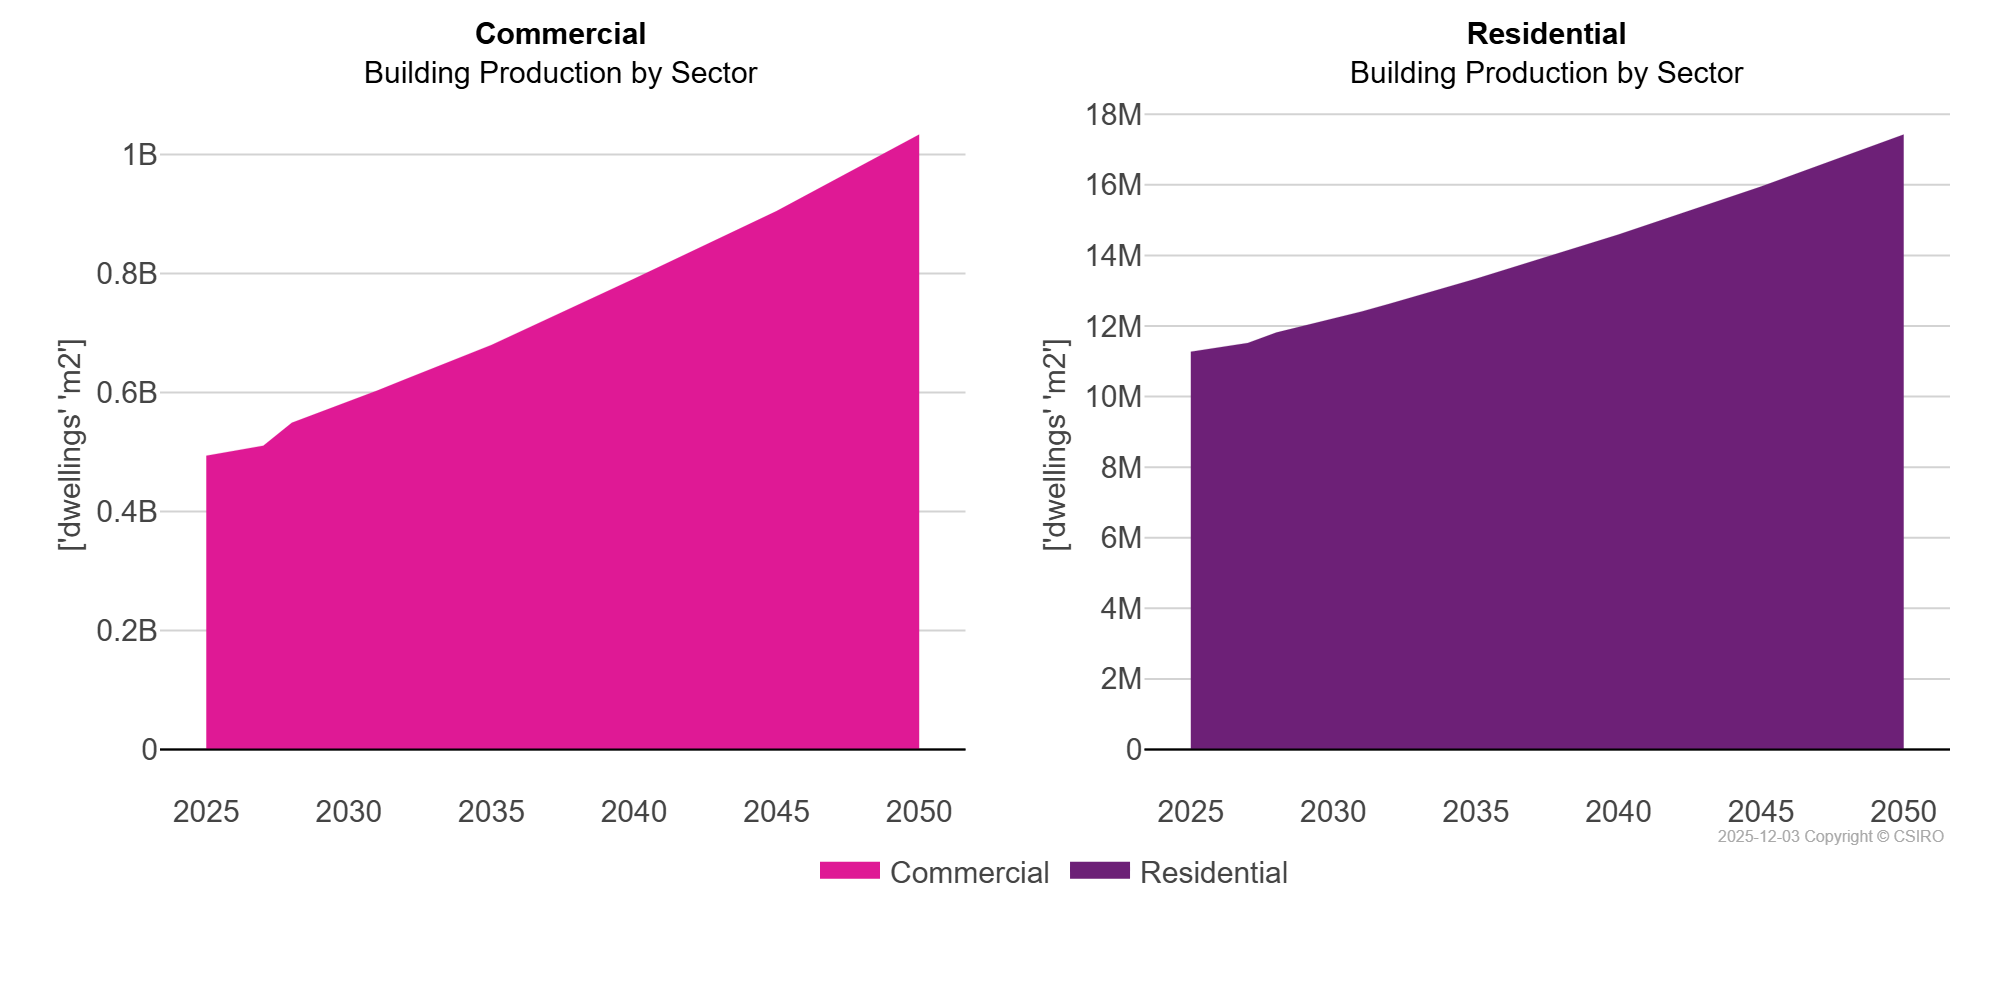 Commercial
Building Production by Sector
1B
0.8B
0.6B
0.4B
0.2B
0
['dwellings' 'm2']
2025 2030 2035 2040 2045 2050
Residential
Building Production by Sector
18M
16M
14M
12M
10M
8M
6M
4M
2M
0
['dwellings' 'm2']
2025 2030 2035 2040 2045 2050
2025-12-03 Copyright © CSIRO
Commercial Residential